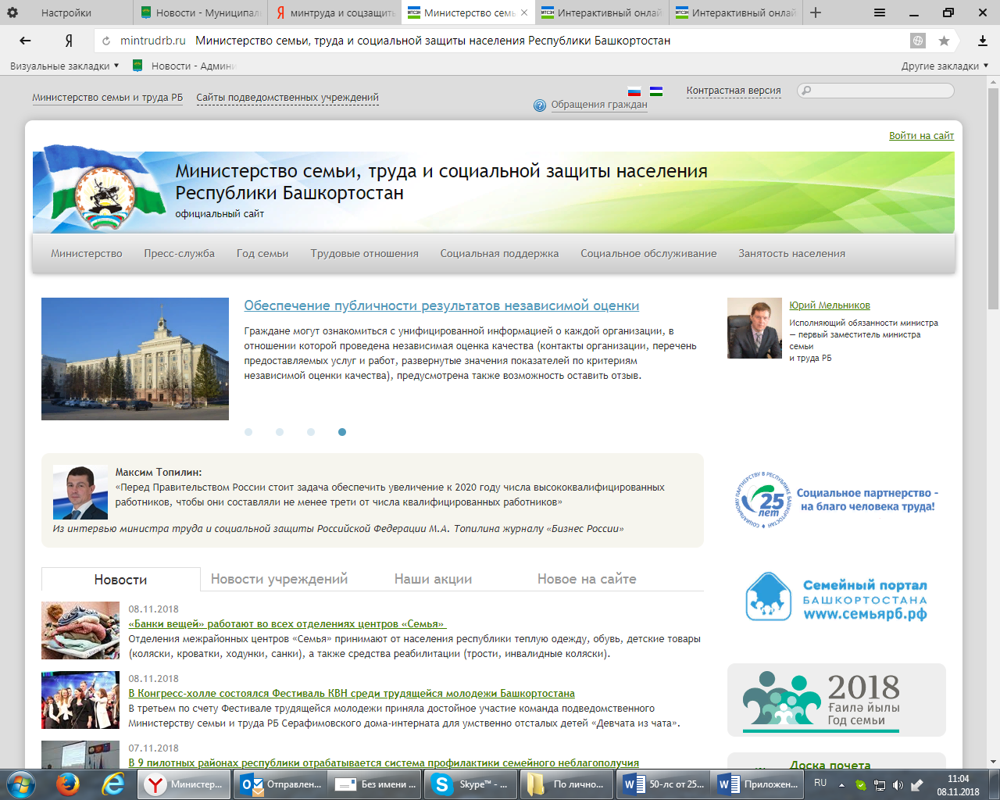 Настройки
Новости - Муниципал
минтруда и соцзащить
Министерство семь
Интерактивный онлай
Интерактивный онлай
mintrudrb.ru Министерство семьи, труда и социальной защиты населения Республики Башкортостан
Визуальные закладки
Новости - Админи
Другие закладки
Министерство семьи и труда РБ
Сайты подведомственных учреждений
Обращения граждан
Контрастная версия
Войти на сайт
Министерство семьи, труда и социальной защиты населения
Республики Башкортостан
официальный сайт
Министерство
Пресс-служба
Год семьи
Трудовые отношения
Социальная поддержка
Социальное обслуживание
Занятость населения
Обеспечение публичности результатов независимой оценки
Граждане могут ознакомиться с унифицированной информацией о каждой организации, в
отношении которой проведена независимая оценка качества (контакты организации, перечень
предоставляемых услуг и работ, развернутые значения показателей по критериям
независимой оценки качества), предусмотрена также возможность оставить отзыв.
Юрий Мельников
Исполняющий обязанности министра
— первый заместитель министра
семьи
и труда РБ
Максим Топилин:
«Перед Правительством России стоит задача обеспечить увеличение к 2020 году числа высококвалифицированных
работников, чтобы они составляли не менее трети от числа квалифицированных работников»
Из интервью министра труда и социальной защиты Российской Федерации М.А. Топилина журналу «Бизнес России»
25
лет
Социальное партнерство -
на благо человека труда!
Семейный портал
БАШКОРТОСТАНА
www.семьярб.рф
2018
Ғаилә йылы
Год семьи
Доска почета
Новости
Новости учреждений
Наши акции
Новое на сайте
08.11.2018
«Банки вещей» работают во всех отделениях центров «Семья»
Отделения межрайонных центров «Семья» принимают от населения республики теплую одежду, обувь, детские товары
(коляски, кроватки, ходунки, санки), а также средства реабилитации (трости, инвалидные коляски).
08.11.2018
В Конгресс-холле состоялся Фестиваль КВН среди трудящейся молодежи Башкортостана
В третьем по счету Фестивале трудящейся молодежи приняла достойное участие команда подведомственного
Министерству семьи и труда РБ Серафимовского дома-интерната для умственно отсталых детей «Девчата из чата».
07.11.2018
В 9 пилотных районах республики отрабатывается система профилактики семейного неблагополучия
Министер...
Отправлен...
Без имени ...
Skype™ - ...
По лично...
50-лс от 25...
Приложен...
RU
11:04
08.11.2018